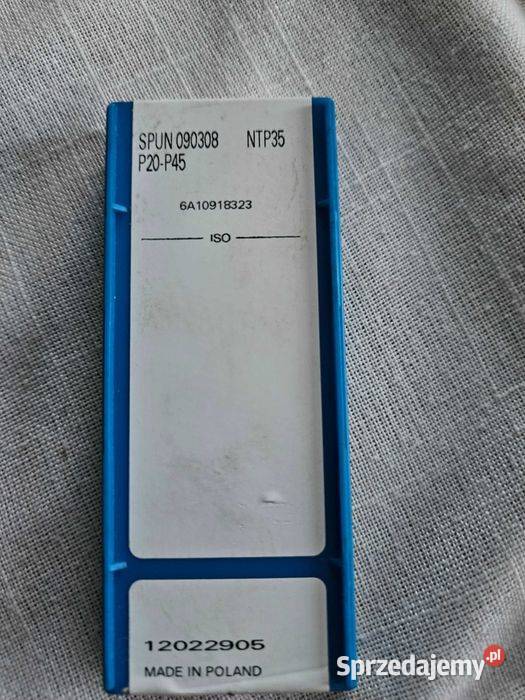 SPUN 090308 NTP35
P20-P45
6A10918323
ISO
12022905
MADE IN POLAND
Sprzedajemy.pl